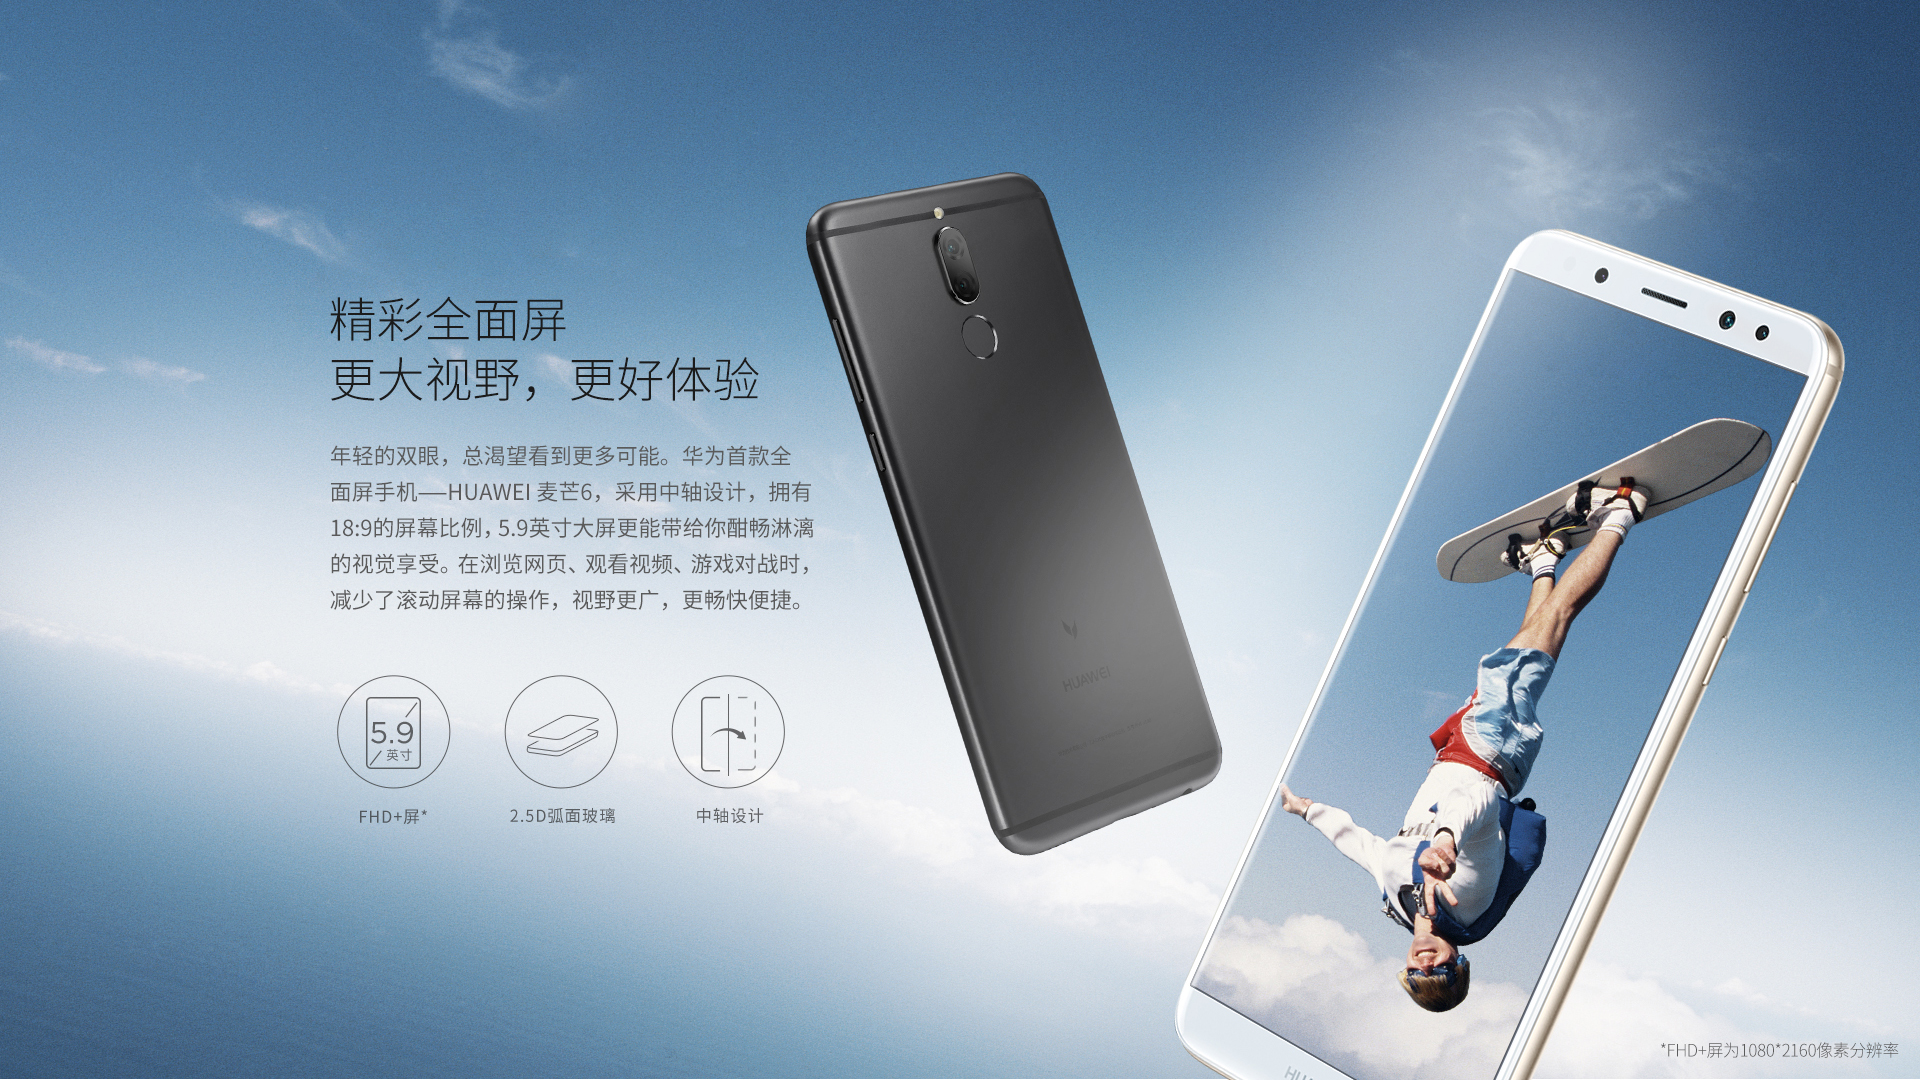 精彩全面屏
更大视野，更好体验
年轻的双眼，总渴望看到更多可能。华为首款全
面屏手机——HUAWEI 麦芒6，采用中轴设计，拥有
18:9的屏幕比例，5.9英寸大屏更能带给你酣畅淋漓
的视觉享受。在浏览网页、观看视频、游戏对战时，
减少了滚动屏幕的操作，视野更广，更畅快便捷。
5.9
英寸
FHD+屏*
2.5D弧面玻璃
中轴设计
HUAWEI
*FHD+屏为1080*2160像素分辨率